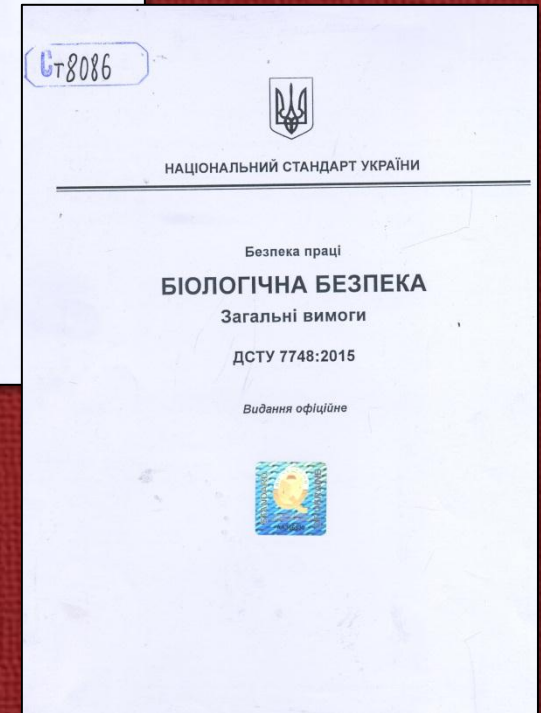 Ст8086
НАЦІОНАЛЬНИЙ СТАНДАРТ УКРАЇНИ
Безпека праці
БІОЛОГІЧНА БЕЗПЕКА
Загальні вимоги
ДСТУ 7748:2015
Видання офіційне